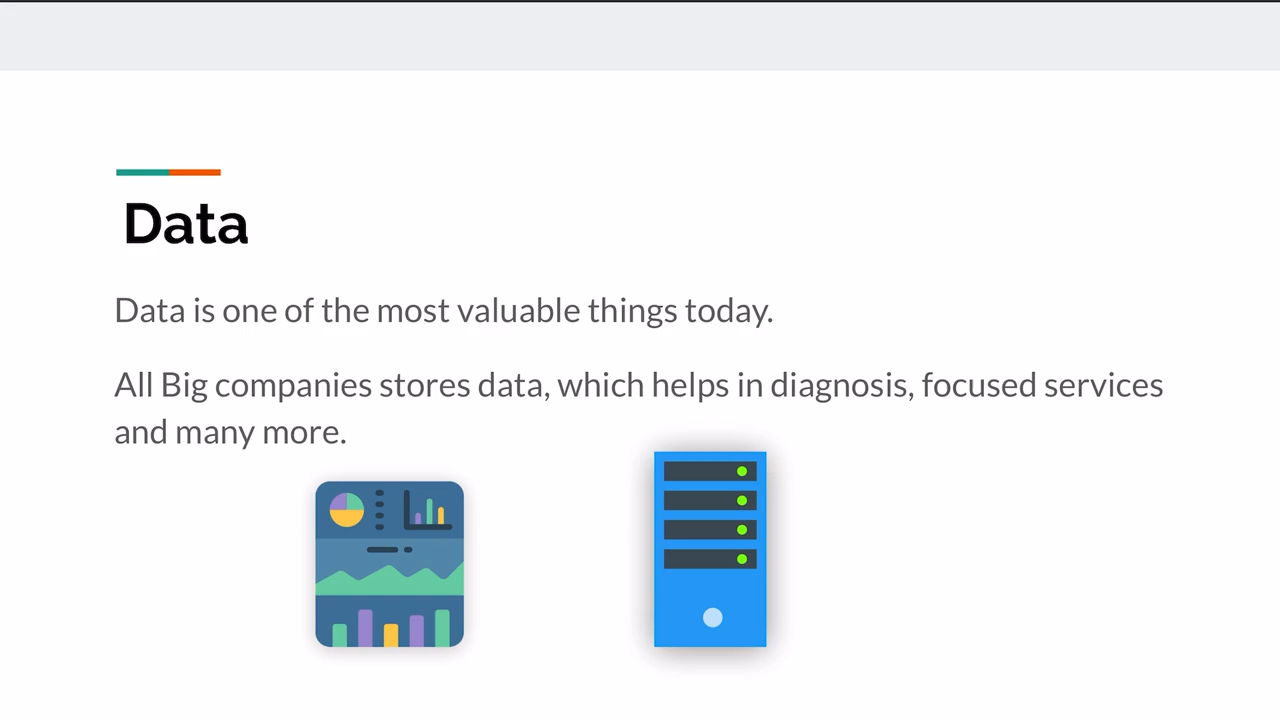 Data
Data is one of the most valuable things today.
All Big companies stores data, which helps in diagnosis, focused services
and many more.